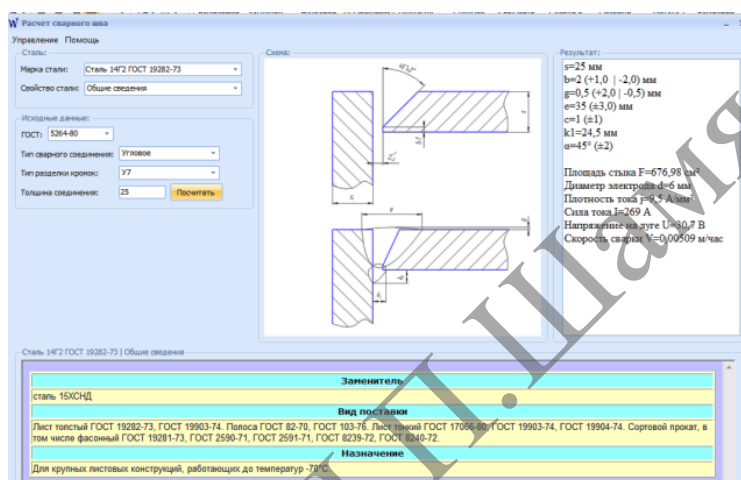 Расчет сварного шва
Управление Помощь
Сталь:
Марка стали: Сталь 14Г2 ГОСТ 19282-73
Свойство стали: Общие сведения
Исходные данные:
ГОСТ: 5264-80
Тип сварного соединения: Угловое
Тип разделки кромок: У7
Толщина соединения: 25 Посчитать
Схема:
s
e
g
Результат:
s=25 мм
b=2 (+1,0 | -2,0) мм
g=0,5 (+2,0 | -0,5) мм
e=35 (±3,0) мм
c=1 (±1)
k1=24,5 мм
α=45° (±2)
Площадь стыка F=676,98 см²
Диаметр электрода d=6 мм
Плотность тока j=9,5 А/мм²
Сила тока I=269 А
Напряжение на дуге U=30,7 В
Скорость сварки V=0,00509 м/час
Сталь 14Г2 ГОСТ 19282-73 | Общие сведения
Заменитель
сталь 15ХСНД
Вид поставки
Лист толстый ГОСТ 19282-73, ГОСТ 19903-74. Полоса ГОСТ 82-70, ГОСТ 103-76. Лист тонкий ГОСТ 17066-80, ГОСТ 19903-74, ГОСТ 19904-74. Сортовой прокат, в
том числе фасонный ГОСТ 19281-73, ГОСТ 2590-71, ГОСТ 2591-71, ГОСТ 8239-72, ГОСТ 8240-72.
Назначение
Для крупных листовых конструкций, работающих до температур -70°С.